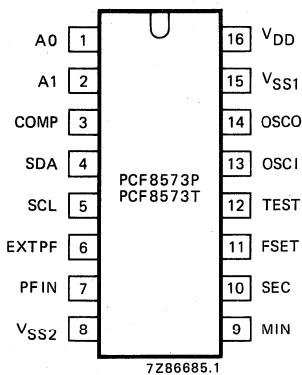 A0 1 16 VDD
A1 2 15 VSS1
COMP 3 14 OSCO
SDA 4 13 OSCI
PCF8573P
PCF8573T
SCL 5 12 TEST
EXTPF 6 11 FSET
PFIN 7 10 SEC
VSS2 8 9 MIN
7Z86685.1